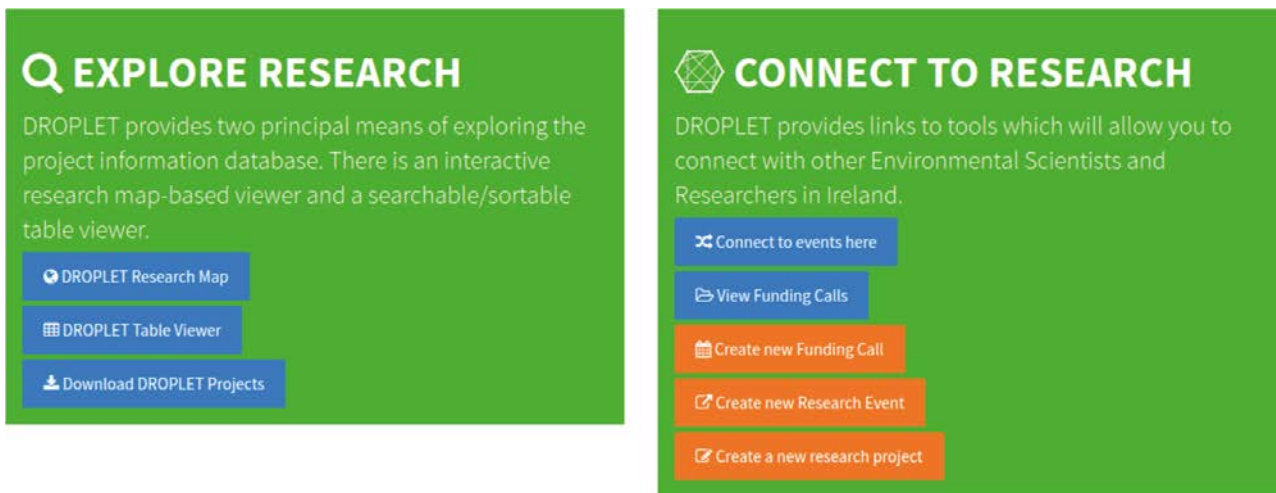 EXPLORE RESEARCH
DROPLET provides two principal means of exploring the
project information database. There is an interactive
research map-based viewer and a searchable/sortable
table viewer.
DROPLET Research Map
DROPLET Table Viewer
Download DROPLET Projects
CONNECT TO RESEARCH
DROPLET provides links to tools which will allow you to
connect with other Environmental Scientists and
Researchers in Ireland.
Connect to events here
View Funding Calls
Create new Funding Call
Create new Research Event
Create a new research project